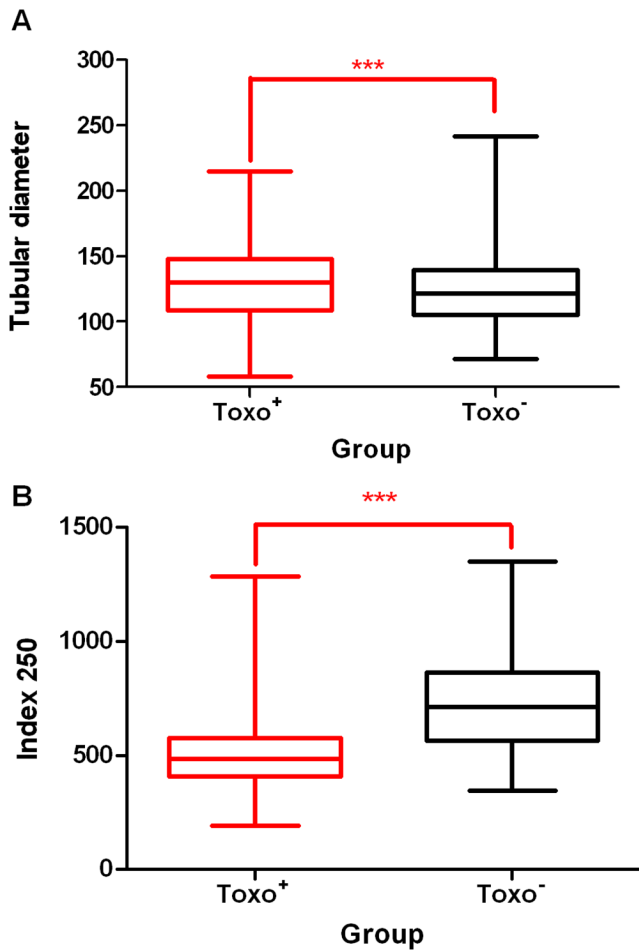 A
300
***
250
200
150
100
50
Tubular diameter
Toxo⁺ Toxo⁻
Group
B
1500
***
1000
500
0
Index 250
Toxo⁺ Toxo⁻
Group